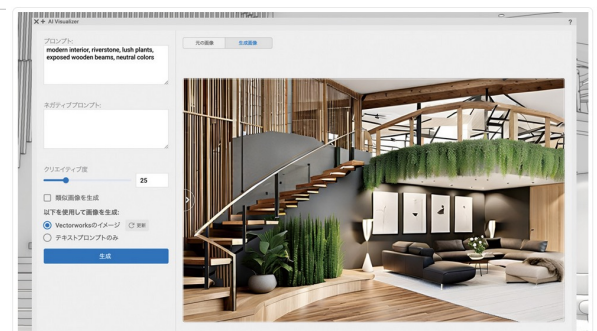 AI Visualizer
?
プロンプト:
modern interior, riverstone, lush plants,
exposed wooden beams, neutral colors
ネガティブプロンプト:
クリエイティブ度
25
類似画像を生成
以下を使用して画像を生成:
Vectorworksのイメージ 更新
テキストプロンプトのみ
生成
元の画像 生成画像